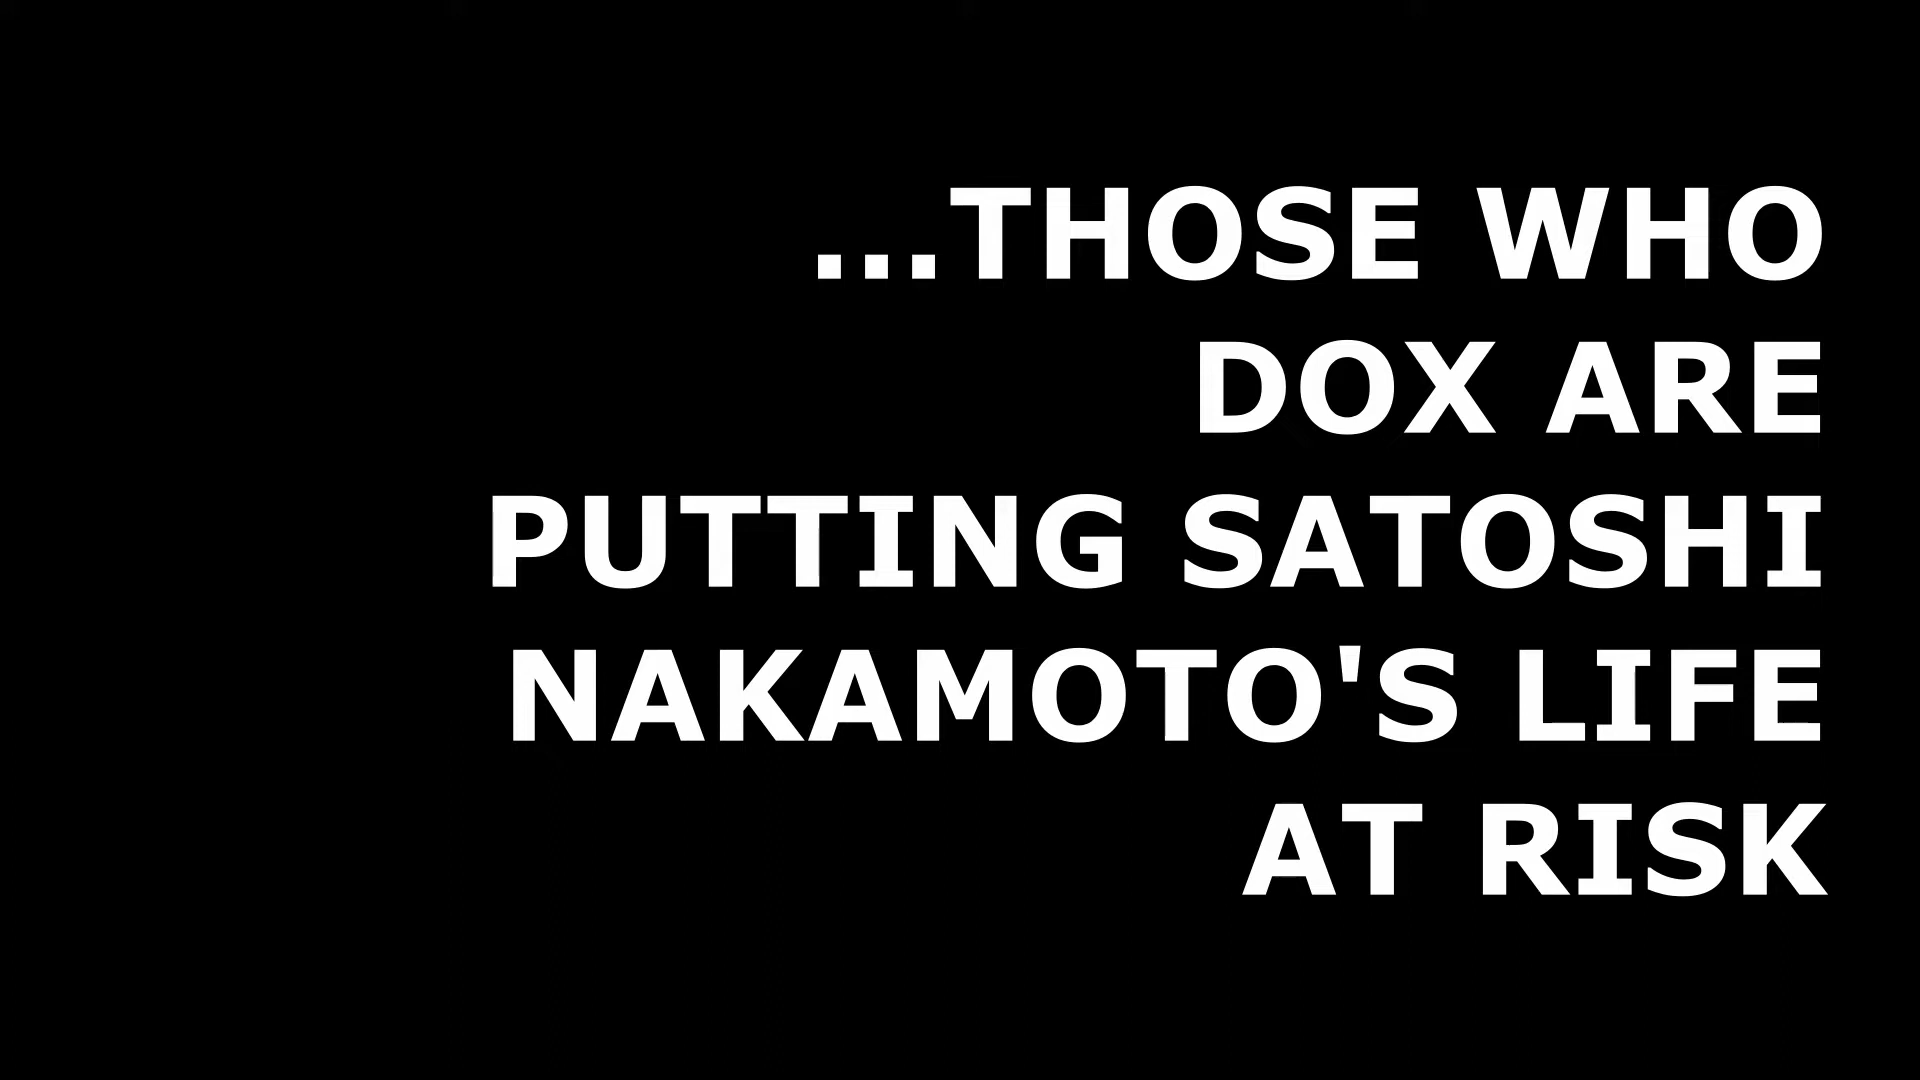 ...THOSE WHO
DOX ARE
PUTTING SATOSHI
NAKAMOTO'S LIFE
AT RISK